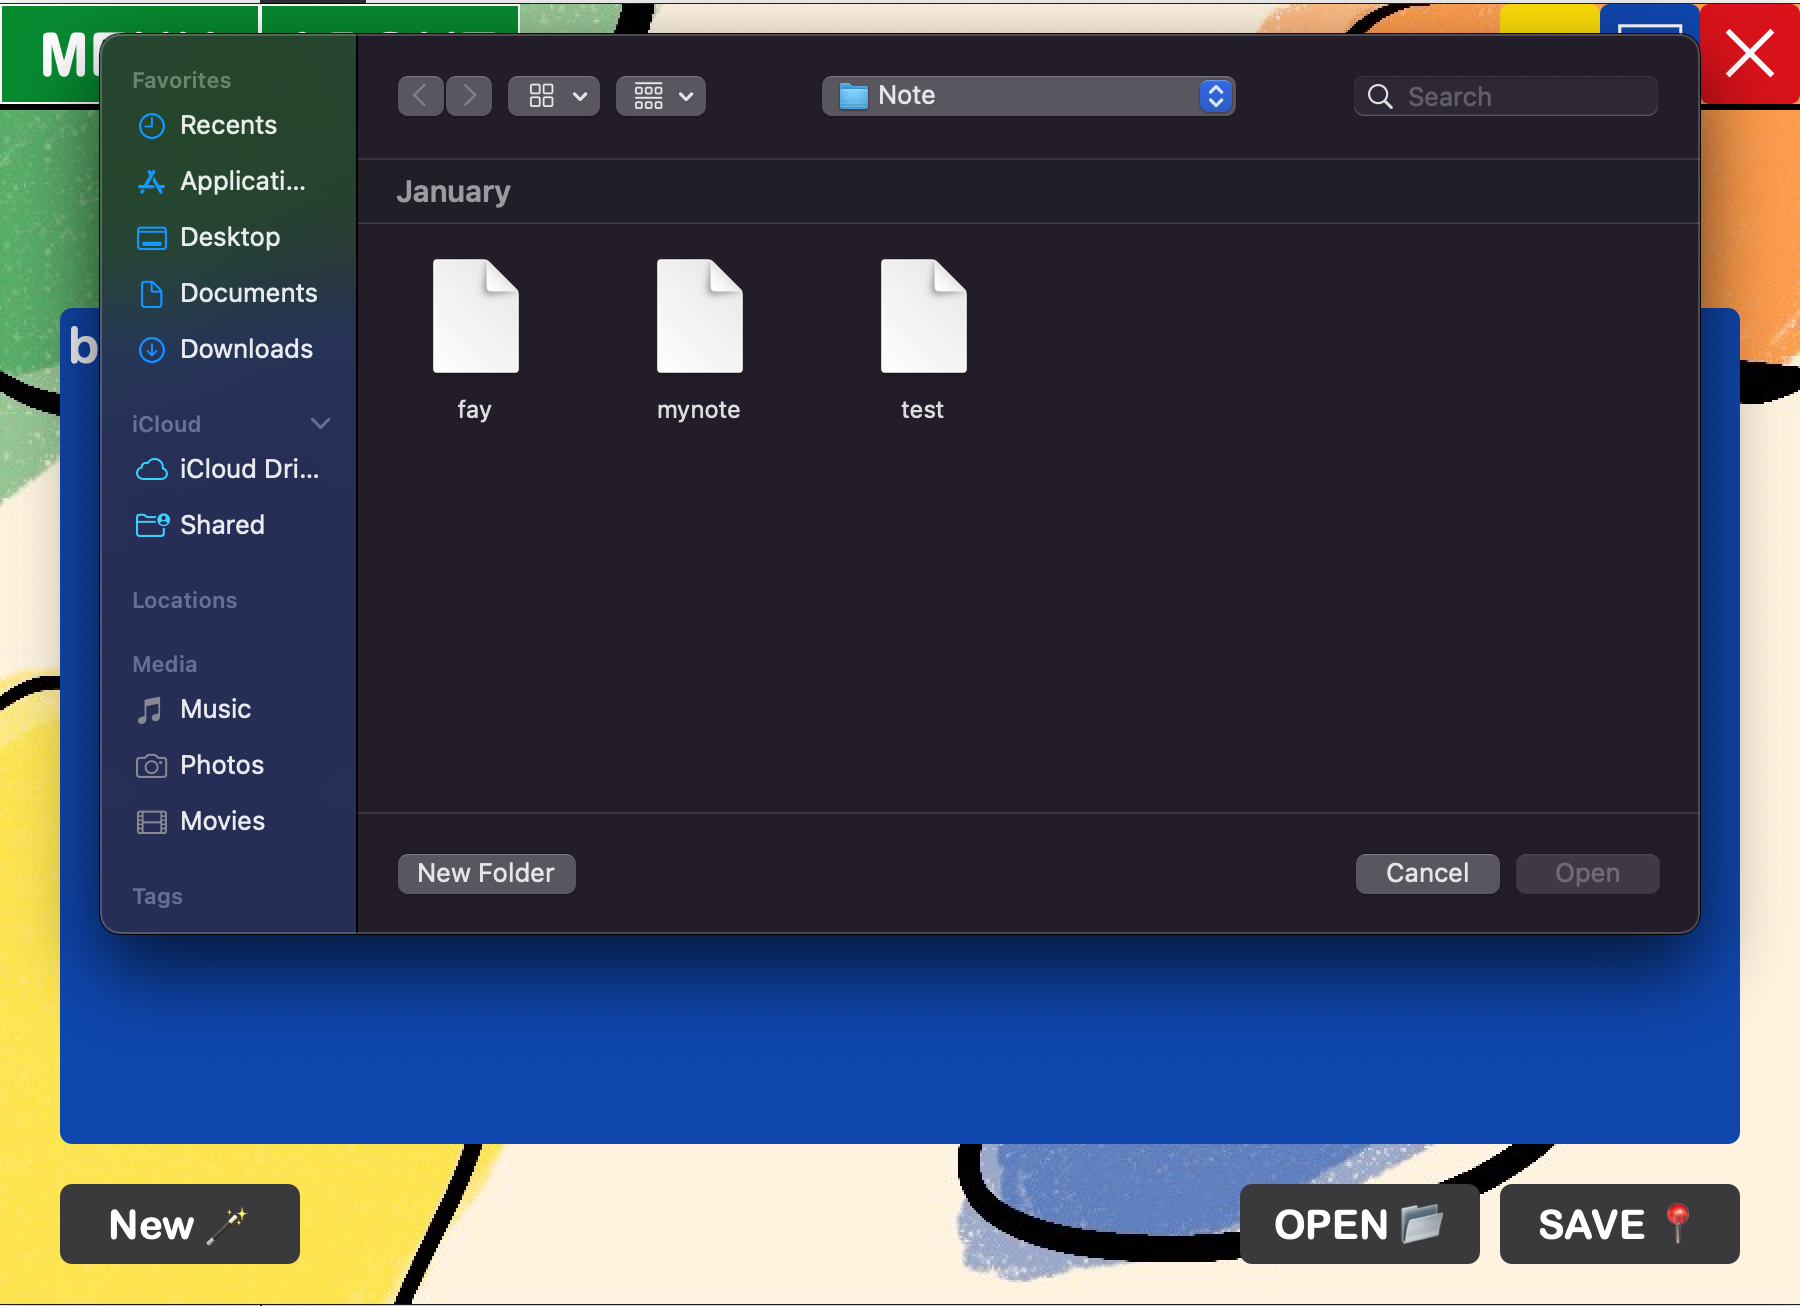 Favorites
Recents
Applicati...
Desktop
Documents
Downloads
iCloud
iCloud Dri...
Shared
Locations
Media
Music
Photos
Movies
Tags
Note
Search
January
fay
mynote
test
New Folder
Cancel
Open
New
OPEN
SAVE